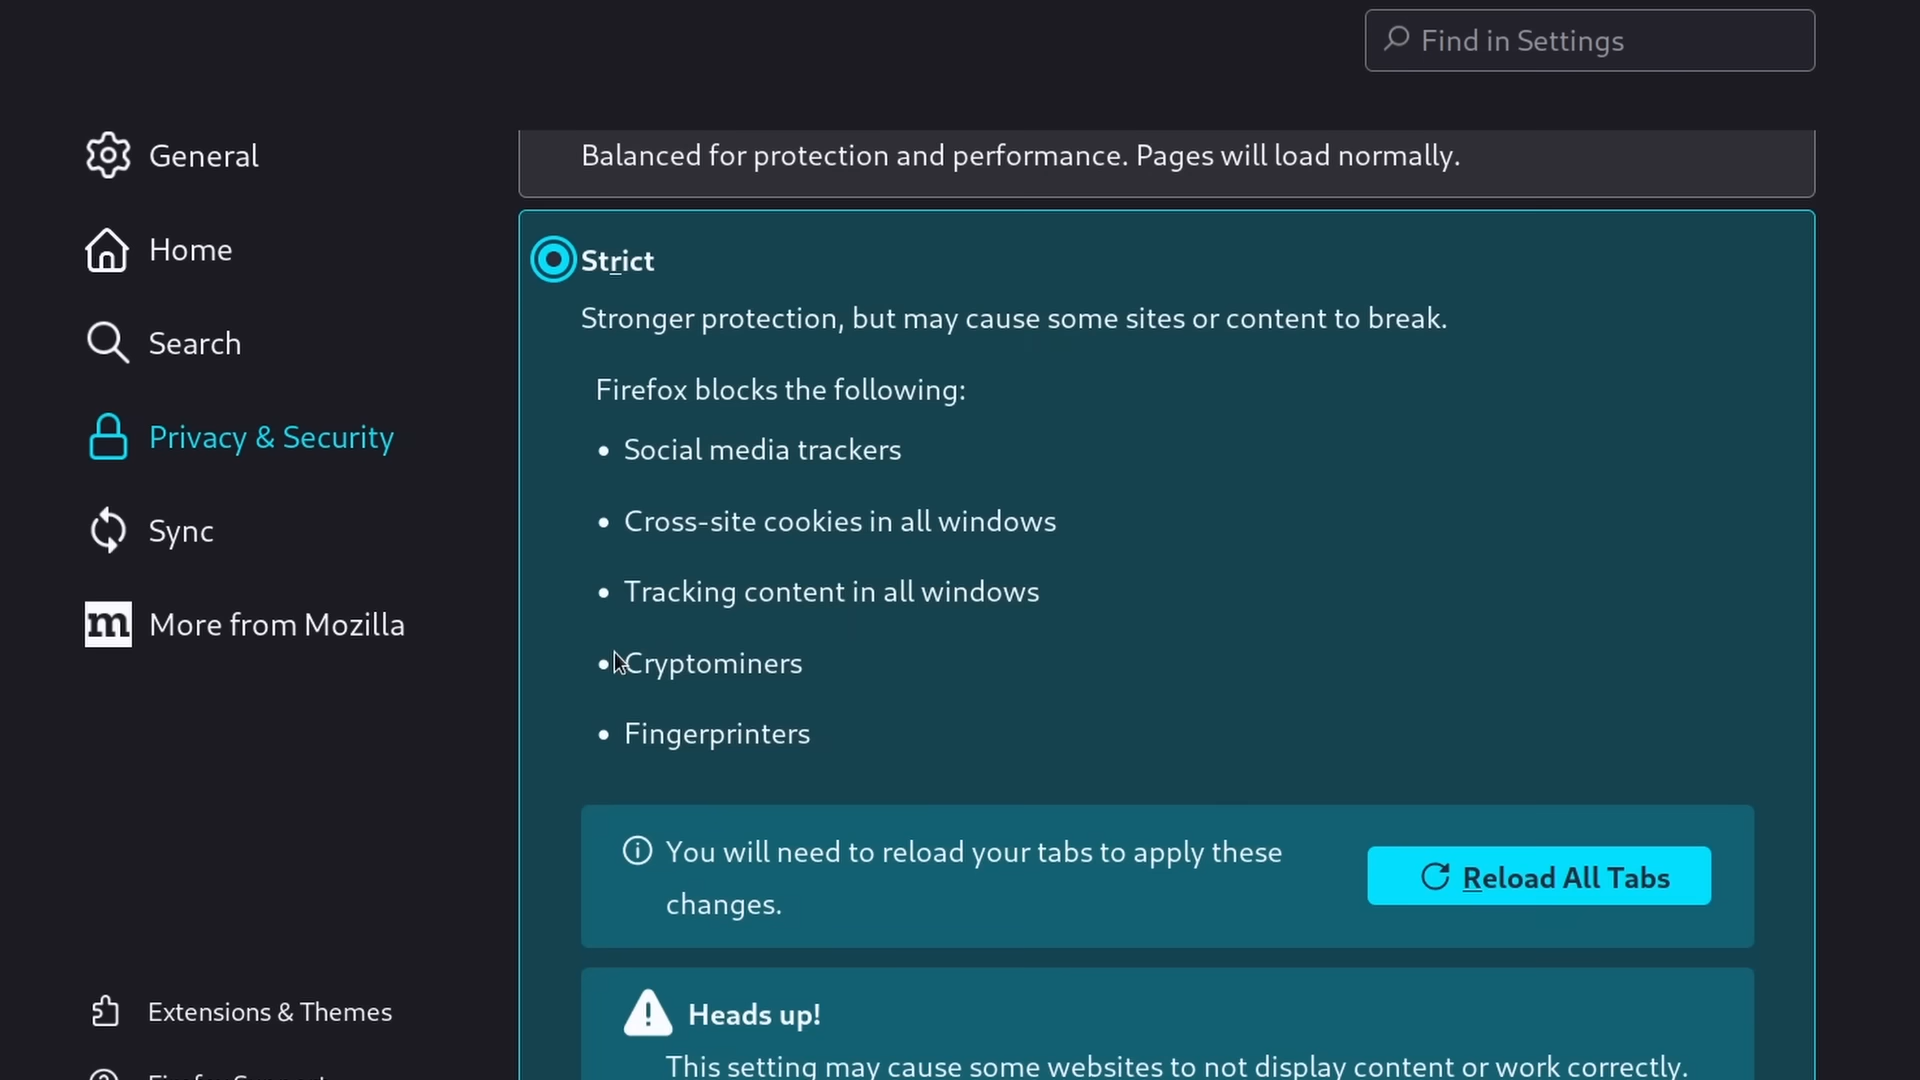 Find in Settings
General
Home
Search
Privacy & Security
Sync
m
More from Mozilla
Extensions & Themes
Balanced for protection and performance. Pages will load normally.
Strict
Stronger protection, but may cause some sites or content to break.
Firefox blocks the following:
• Social media trackers
• Cross-site cookies in all windows
• Tracking content in all windows
• Cryptominers
• Fingerprinters
You will need to reload your tabs to apply these
changes.
Reload All Tabs
Heads up!
This setting may cause some websites to not display content or work correctly.